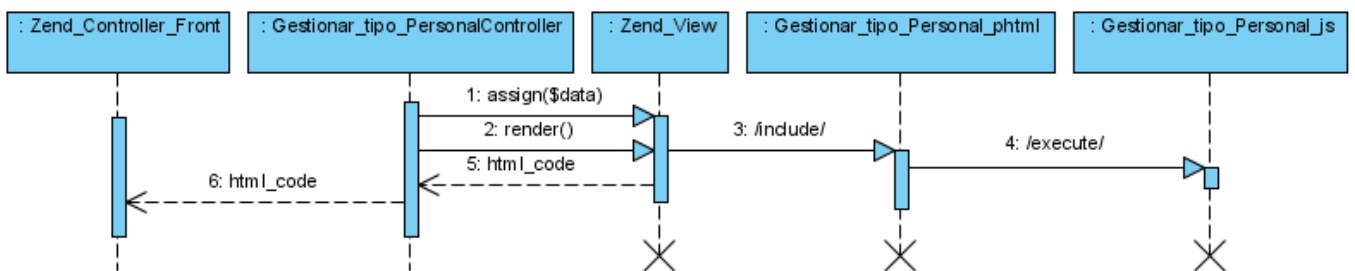 : Zend_Controller_Front
: Gestionar_tipo_PersonalController
: Zend_View
: Gestionar_tipo_Personal_phtml
: Gestionar_tipo_Personal_js
1: assign($data)
2: render()
3: /include/
4: /execute/
5: html_code
6: html_code